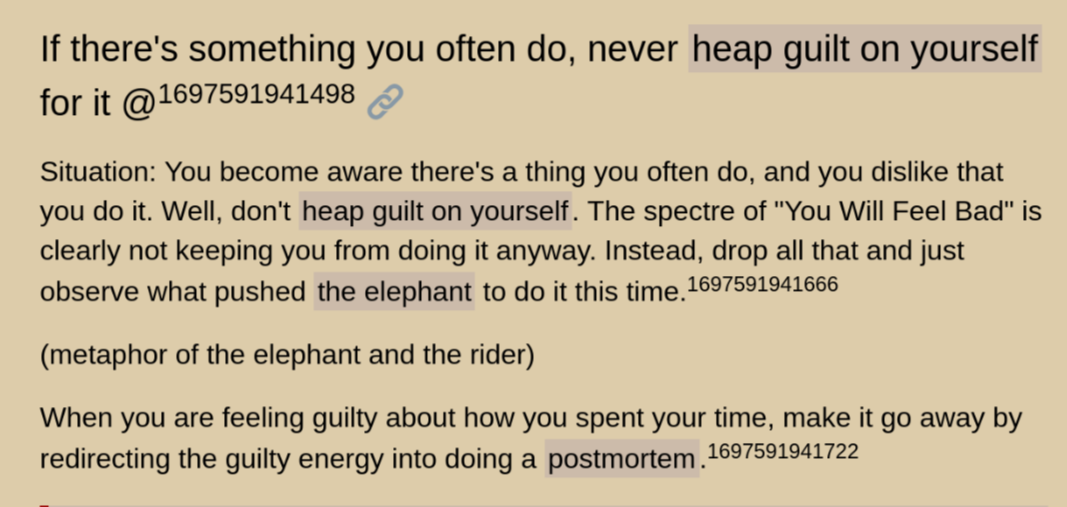 If there's something you often do, never heap guilt on yourself
for it @1697591941498
Situation: You become aware there's a thing you often do, and you dislike that
you do it. Well, don't heap guilt on yourself. The spectre of "You Will Feel Bad" is
clearly not keeping you from doing it anyway. Instead, drop all that and just
observe what pushed the elephant to do it this time.1697591941666
(metaphor of the elephant and the rider)
When you are feeling guilty about how you spent your time, make it go away by
redirecting the guilty energy into doing a postmortem.1697591941722